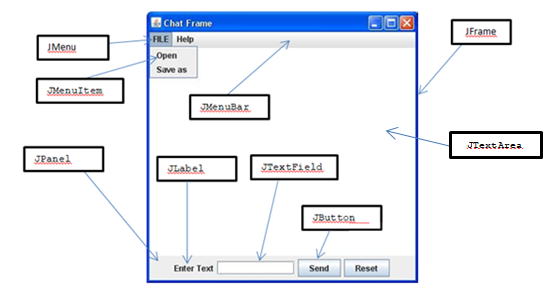 Chat Frame
JFrame
JMenu
FILE Help
Open
JMenuItem
Save as
JMenuBar
JTextArea
JPanel
JLabel
JTextField
JButton
Enter Text
Send
Reset